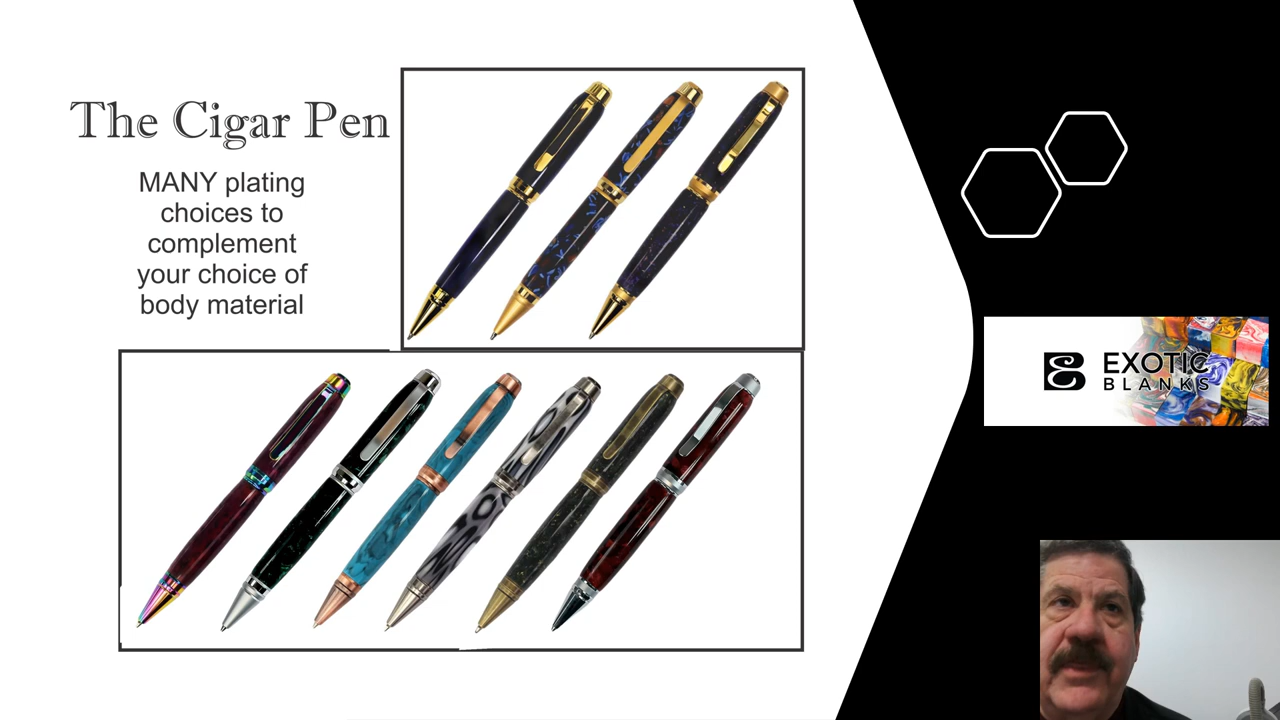 The Cigar Pen
MANY plating
choices to
complement
your choice of
body material
EXOTIC
BLANKS